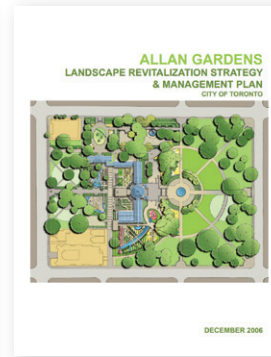 ALLAN GARDENS
LANDSCAPE REVITALIZATION STRATEGY
& MANAGEMENT PLAN
CITY OF TORONTO
DECEMBER 2006